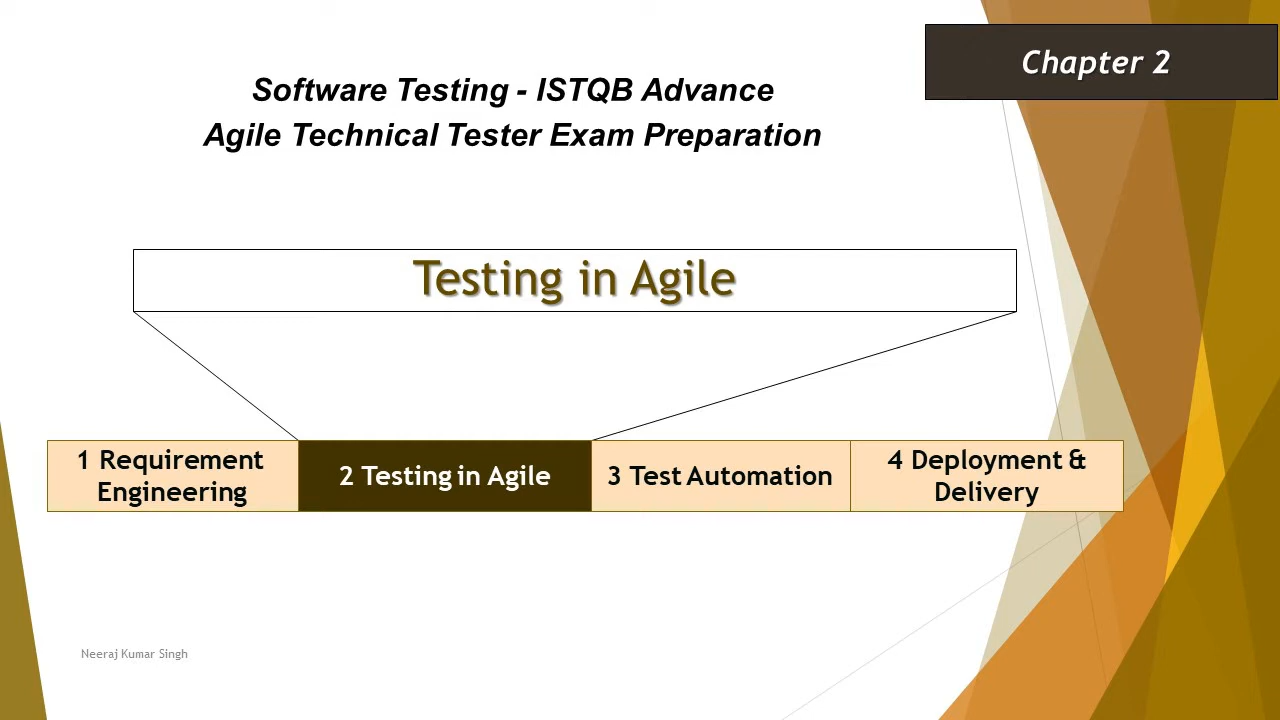 Chapter 2
Software Testing - ISTQB Advance
Agile Technical Tester Exam Preparation
Testing in Agile
1 Requirement
Engineering
2 Testing in Agile
3 Test Automation
4 Deployment &
Delivery
Neeraj Kumar Singh